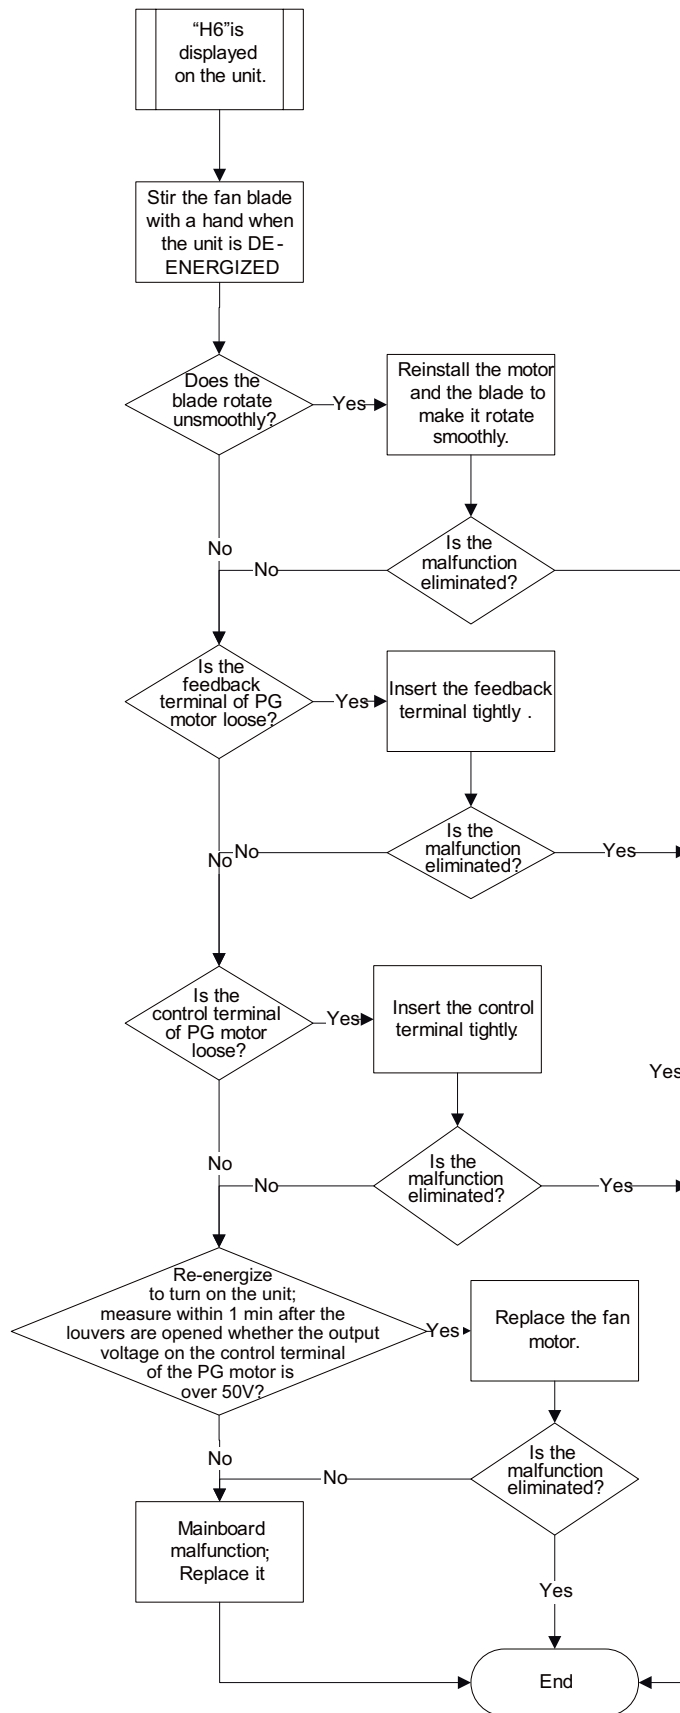 “H6”is
displayed
on the unit.
Stir the fan blade
with a hand when
the unit is DE-
ENERGIZED
Does the
blade rotate
unsmoothly?
Yes
Reinstall the motor
and the blade to
make it rotate
smoothly.
No
Is the
malfunction
eliminated?
No
Is the
feedback
terminal of PG
motor loose?
Yes
Insert the feedback
terminal tightly .
Is the
malfunction
eliminated?
No
No
Yes
Is the
control terminal
of PG motor
loose?
Yes
Insert the control
terminal tightly.
Yes
No
Is the
malfunction
eliminated?
No
Yes
Re-energize
to turn on the unit;
measure within 1 min after the
louvers are opened whether the output
voltage on the control terminal
of the PG motor is
over 50V?
Yes
Replace the fan
motor.
No
Is the
malfunction
eliminated?
No
Mainboard
malfunction;
Replace it
Yes
End